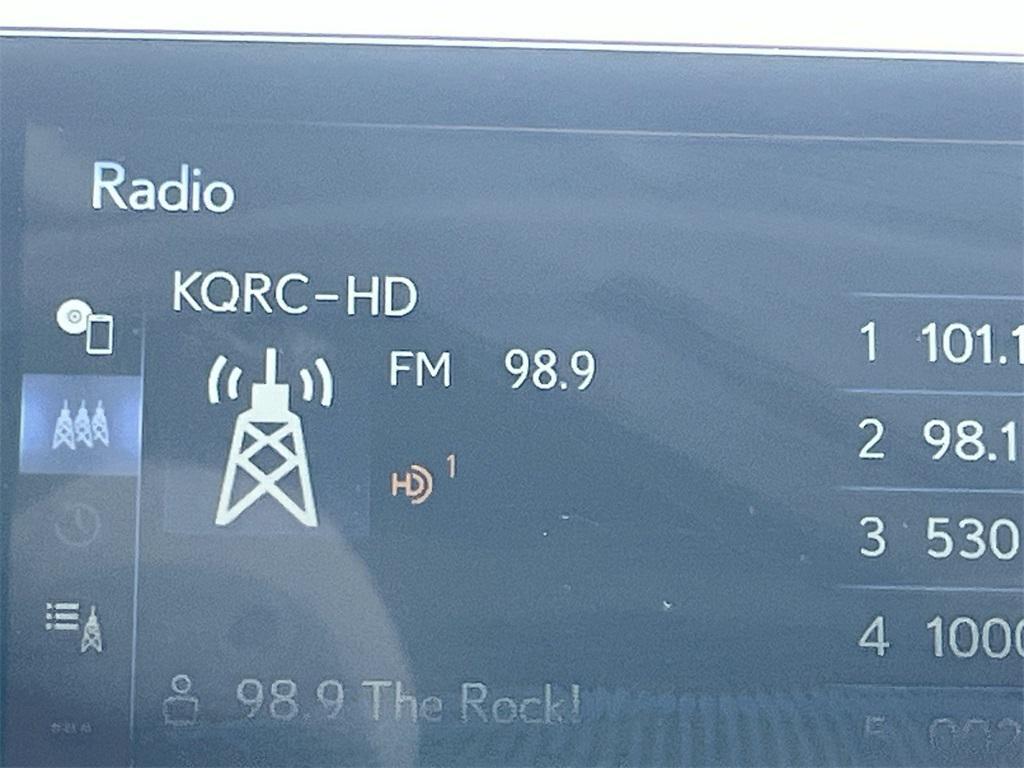 Radio
KQRC-HD
FM 98.9
HD 1
98.9 The Rock!
1 101.1
2 98.1
3 530
4 1000
5